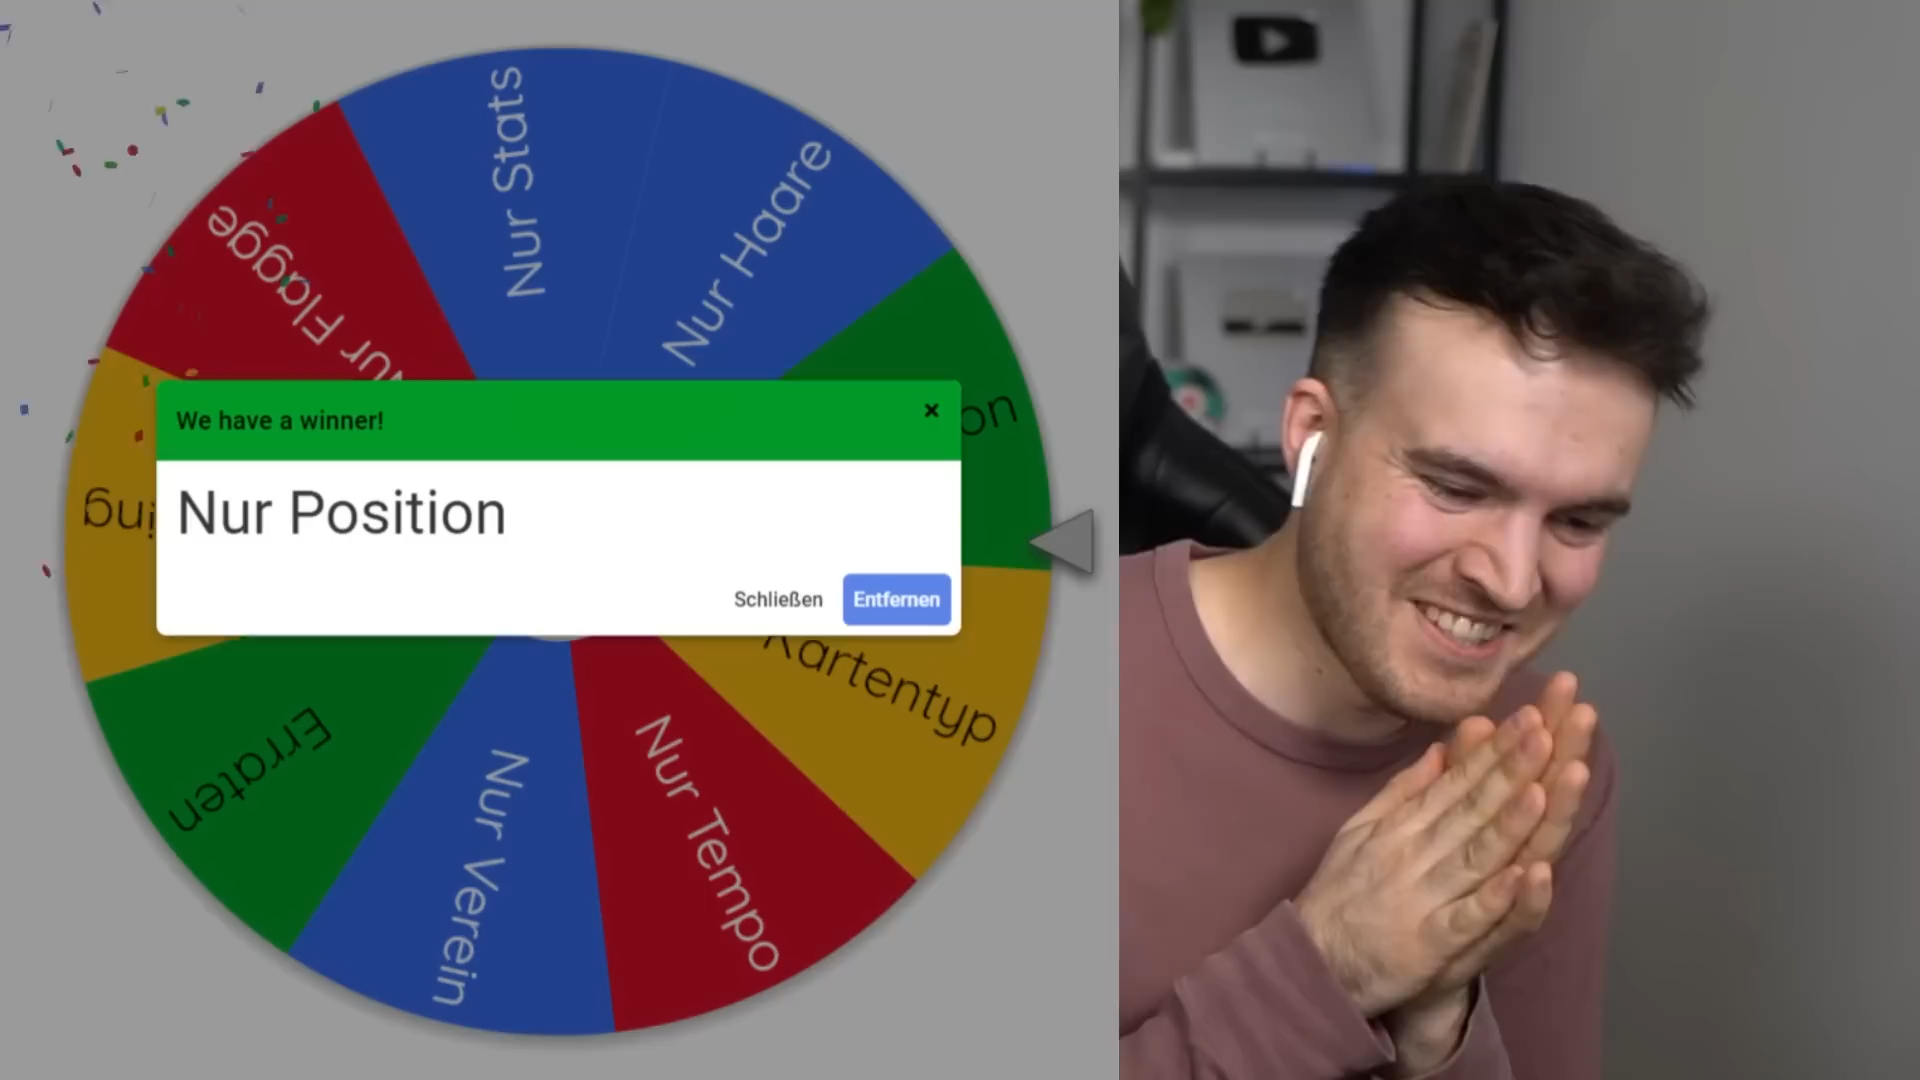 Nur Stats
Nur Haare
Nur Flagge
We have a winner!
Nur Position
Schließen
Entfernen
Kartentyp
Nur Tempo
Nur Verein
Erraten